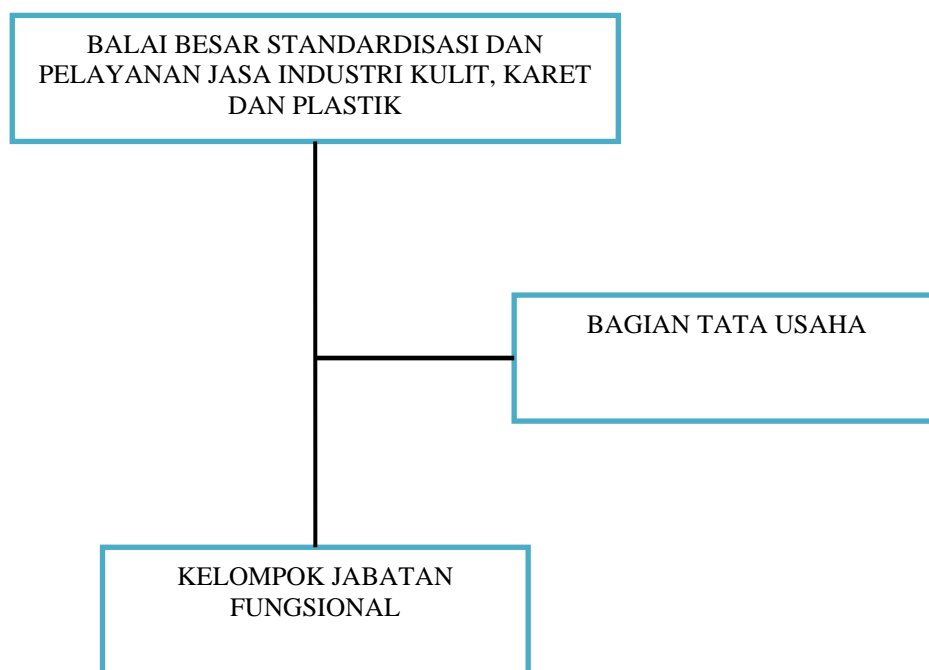 BALAI BESAR STANDARDISASI DAN
PELAYANAN JASA INDUSTRI KULIT, KARET
DAN PLASTIK
BAGIAN TATA USAHA
KELOMPOK JABATAN
FUNGSIONAL